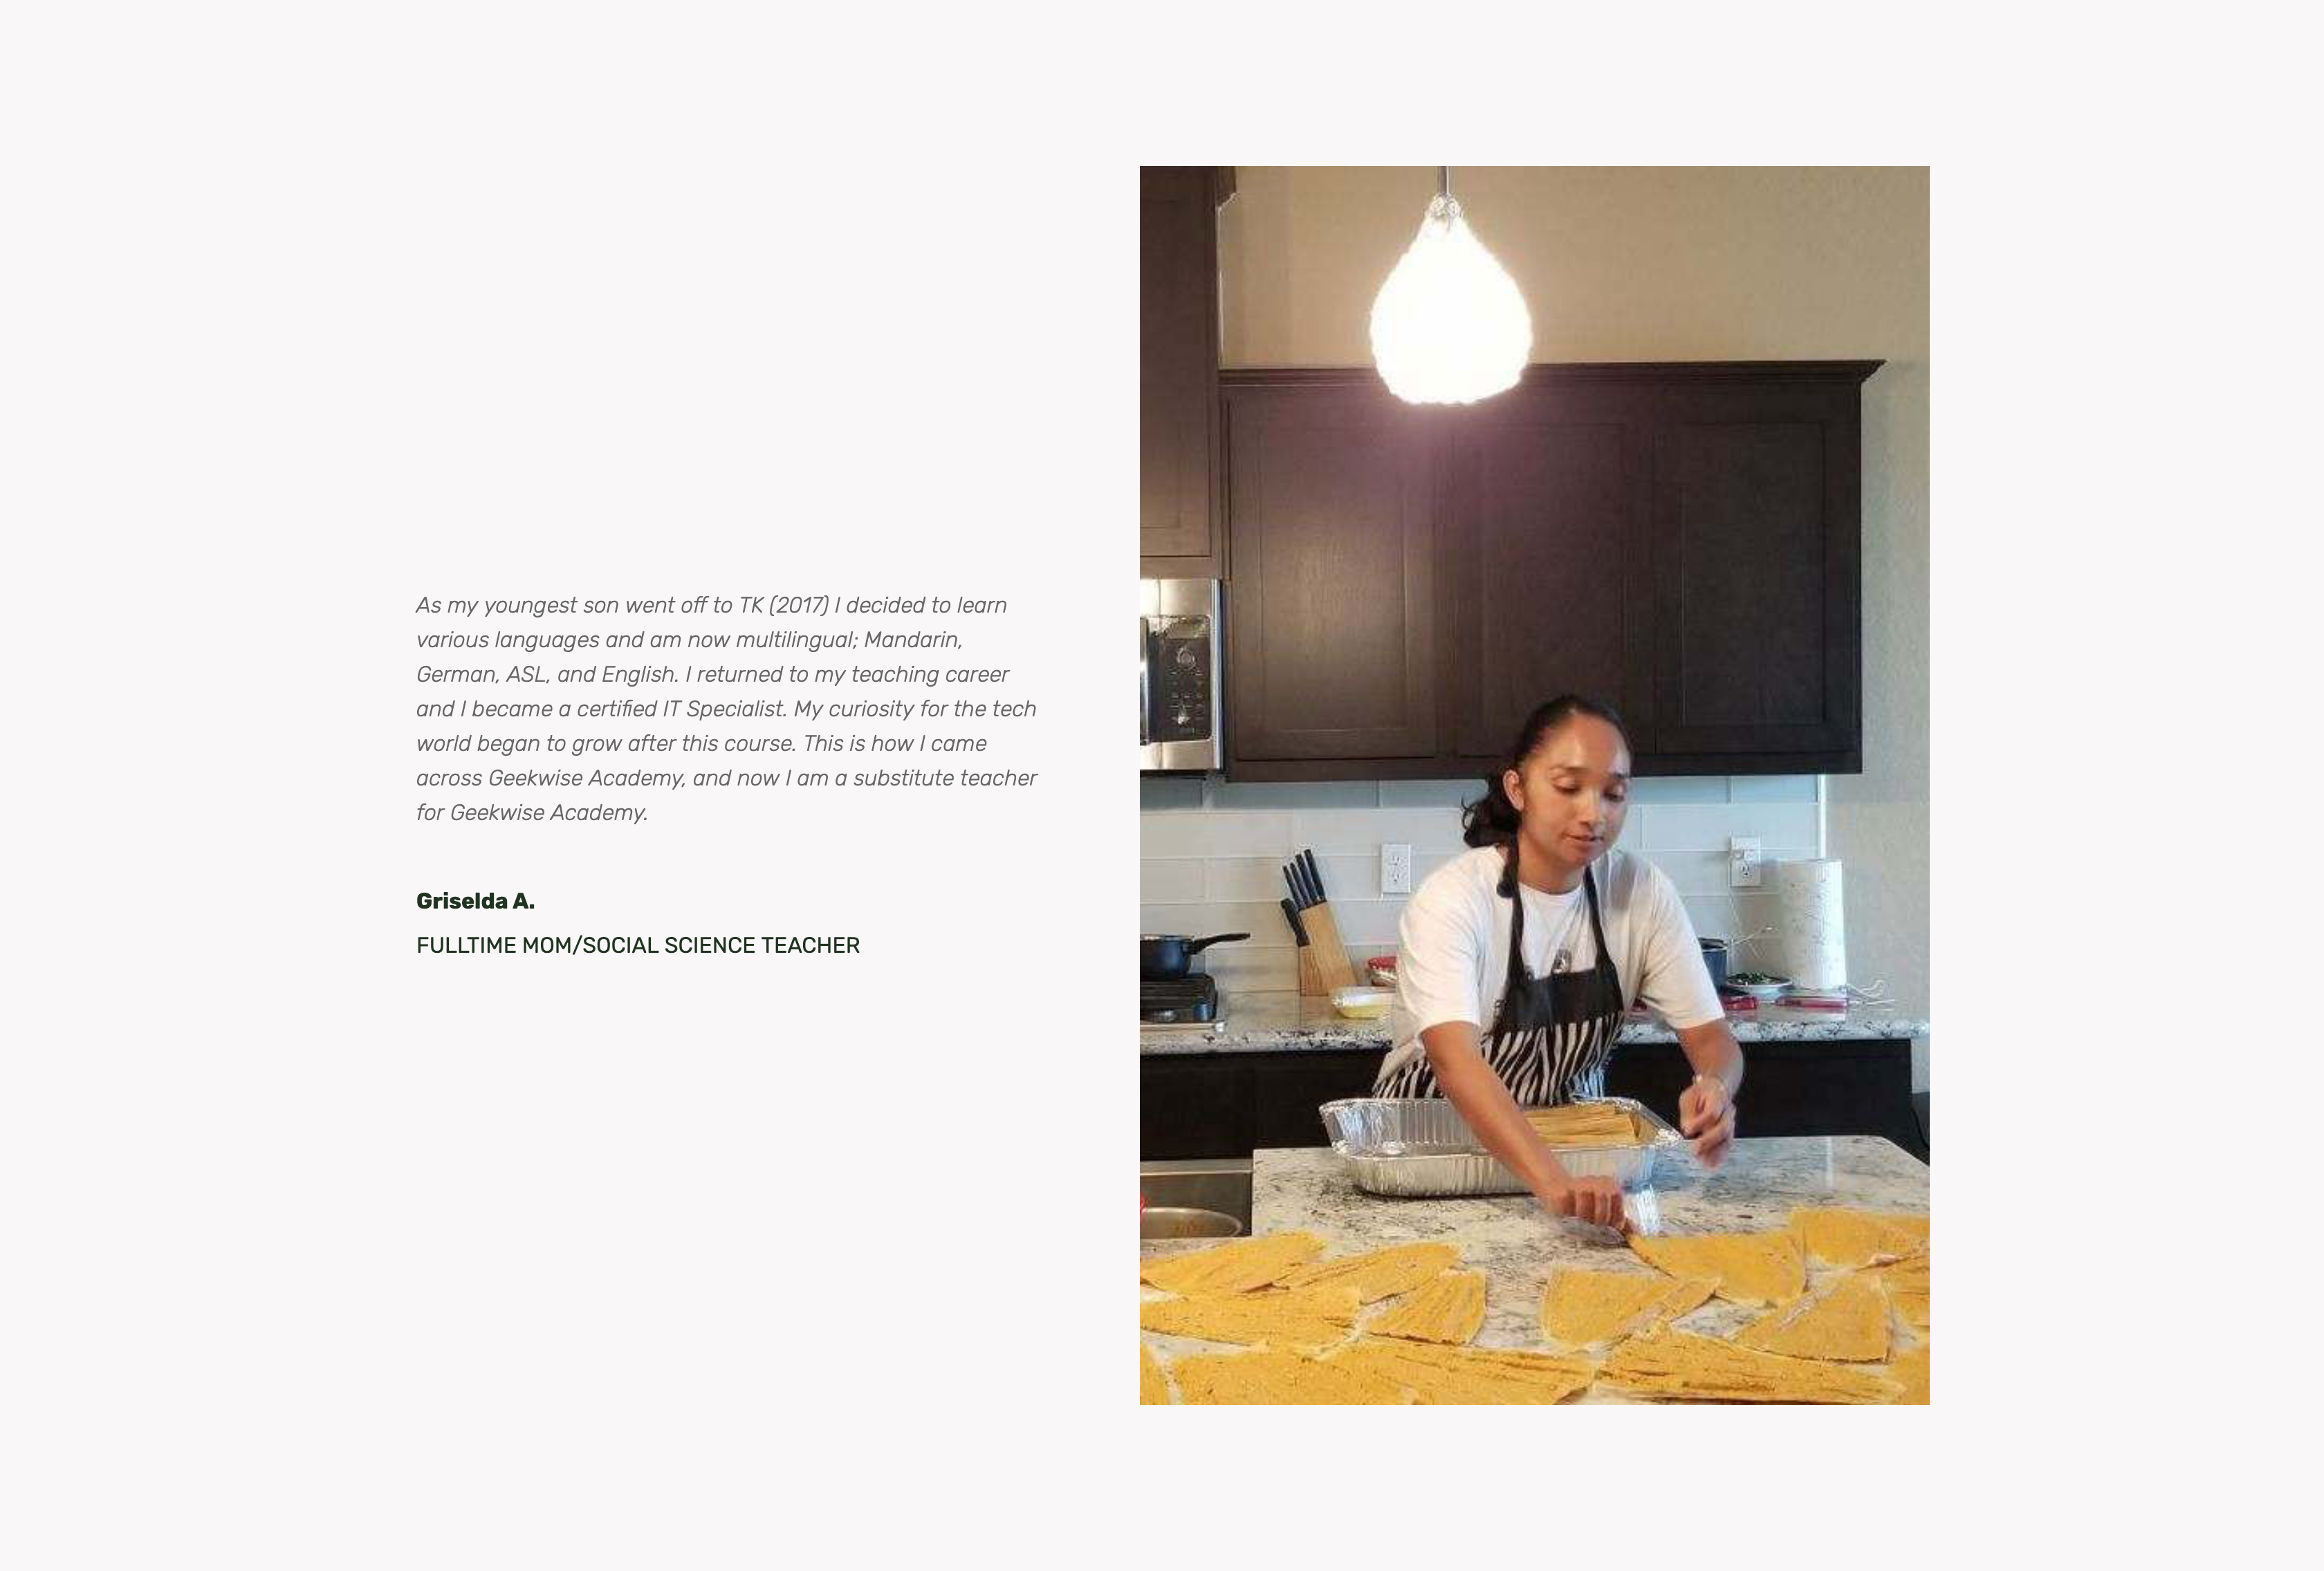 As my youngest son went off to TK (2017) I decided to learn
various languages and am now multilingual; Mandarin,
German, ASL, and English. I returned to my teaching career
and I became a certified IT Specialist. My curiosity for the tech
world began to grow after this course. This is how I came
across Geekwise Academy, and now I am a substitute teacher
for Geekwise Academy.
Griselda A.
FULLTIME MOM/SOCIAL SCIENCE TEACHER